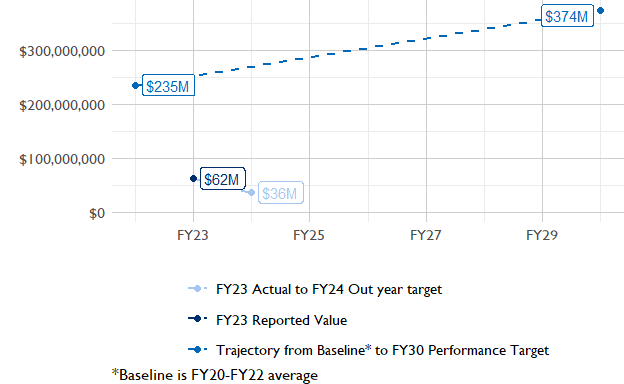 $374M
$300,000,000
$235M
$200,000,000
$100,000,000
$62M
$36M
$0
FY23 FY25 FY27 FY29
FY23 Actual to FY24 Out year target
FY23 Reported Value
Trajectory from Baseline* to FY30 Performance Target
*Baseline is FY20-FY22 average